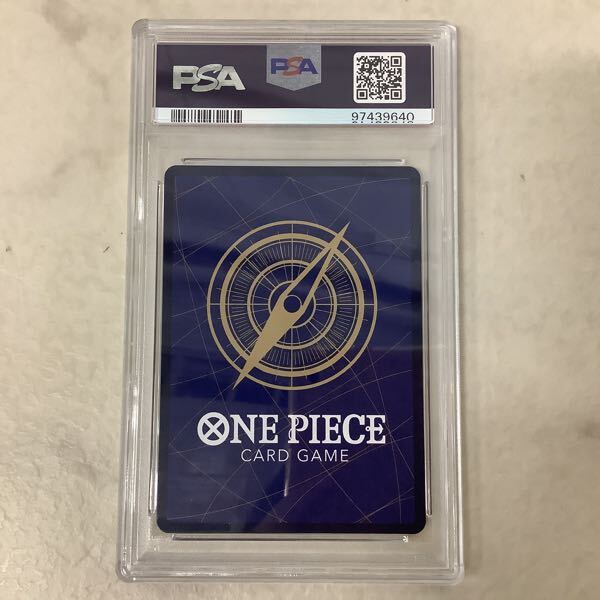 PSA
PSA
97439640
ONE PIECE
CARD GAME